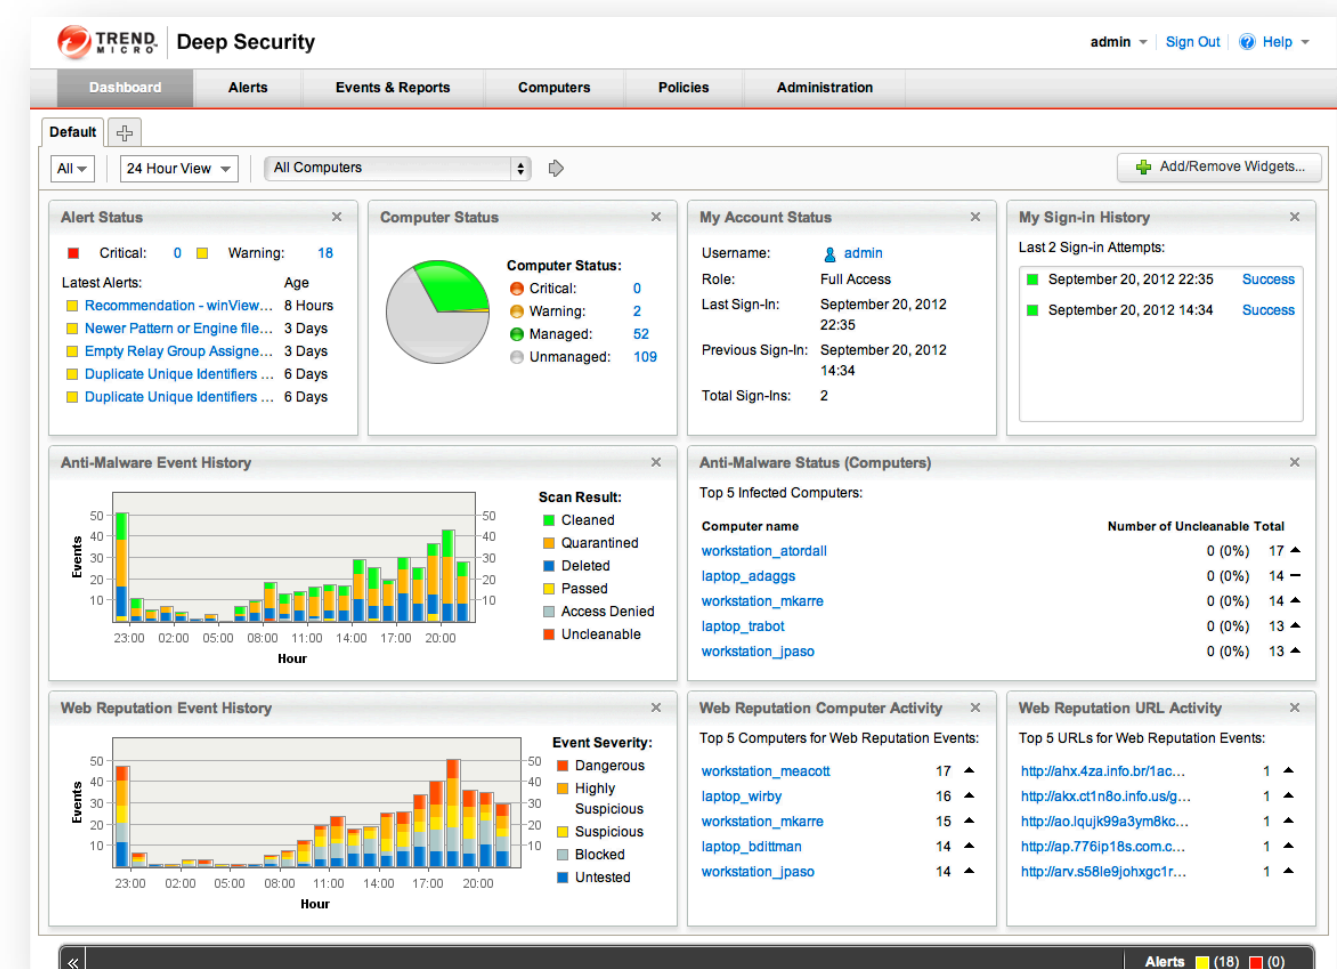 TREND MICRO Deep Security
admin Sign Out Help
Dashboard Alerts Events & Reports Computers Policies Administration
Default
All 24 Hour View All Computers Add/Remove Widgets...
Alert Status
Critical: 0 Warning: 18
Latest Alerts: Age
Recommendation - winView... 8 Hours
Newer Pattern or Engine file... 3 Days
Empty Relay Group Assigne... 3 Days
Duplicate Unique Identifiers ... 6 Days
Duplicate Unique Identifiers ... 6 Days
Computer Status
Computer Status:
Critical: 0
Warning: 2
Managed: 52
Unmanaged: 109
My Account Status
Username: admin
Role: Full Access
Last Sign-In: September 20, 2012
22:35
Previous Sign-In: September 20, 2012
14:34
Total Sign-Ins: 2
My Sign-in History
Last 2 Sign-in Attempts:
September 20, 2012 22:35 Success
September 20, 2012 14:34 Success
Anti-Malware Event History
50 50
40 40
30 30
20 20
10 10
Events
23:00 02:00 05:00 08:00 11:00 14:00 17:00 20:00
Hour
Scan Result:
Cleaned
Quarantined
Deleted
Passed
Access Denied
Uncleanable
Anti-Malware Status (Computers)
Top 5 Infected Computers:
Computer name Number of Uncleanable Total
workstation_atordall 0 (0%) 17
laptop_adaggs 0 (0%) 14
workstation_mkarre 0 (0%) 14
laptop_trabot 0 (0%) 13
workstation_jpaso 0 (0%) 13
Web Reputation Event History
50 50
40 40
30 30
20 20
10 10
Events
23:00 02:00 05:00 08:00 11:00 14:00 17:00 20:00
Hour
Event Severity:
Dangerous
Highly
Suspicious
Suspicious
Blocked
Untested
Web Reputation Computer Activity
Top 5 Computers for Web Reputation Events:
workstation_meacott 17
laptop_wirby 16
workstation_mkarre 15
laptop_bdittman 14
workstation_jpaso 14
Web Reputation URL Activity
Top 5 URLs for Web Reputation Events:
http://ahx.4za.info.br/1ac... 1
http://akx.ct1n8o.info.us/g... 1
http://ao.lqujk99a3ym8kc... 1
http://ap.776ip18s.com.c... 1
http://arv.s58le9johxgc1r... 1
Alerts (18) (0)